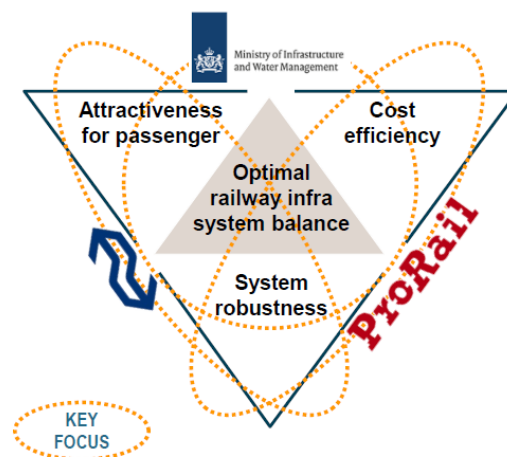 Ministry of Infrastructure
and Water Management
Attractiveness
for passenger
Cost
efficiency
Optimal
railway infra
system balance
System
robustness
ProRail
KEY
FOCUS